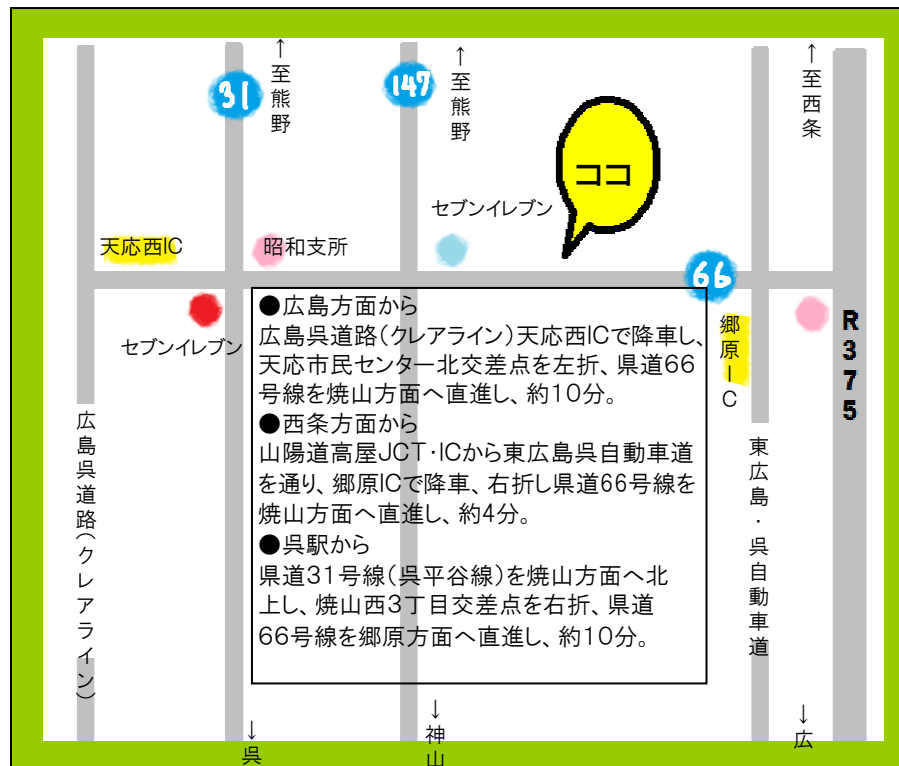 ↑至熊野
↑至熊野
↑至西条
31
147
ココ
セブンイレブン
天応西IC
昭和支所
66
セブンイレブン
郷原IC
R375
●広島方面から
広島呉道路(クレアライン)天応西ICで降車し、
天応市民センター北交差点を左折、県道66
号線を焼山方面へ直進し、約10分。
●西条方面から
山陽道高屋JCT・ICから東広島呉自動車道
を通り、郷原ICで降車、右折し県道66号線を
焼山方面へ直進し、約4分。
●呉駅から
県道31号線(呉平谷線)を焼山方面へ北
上し、焼山西3丁目交差点を右折、県道
66号線を郷原方面へ直進し、約10分。
広島呉道路(クレアライン)
東広島・呉自動車道
↓呉
↓神山
↓広